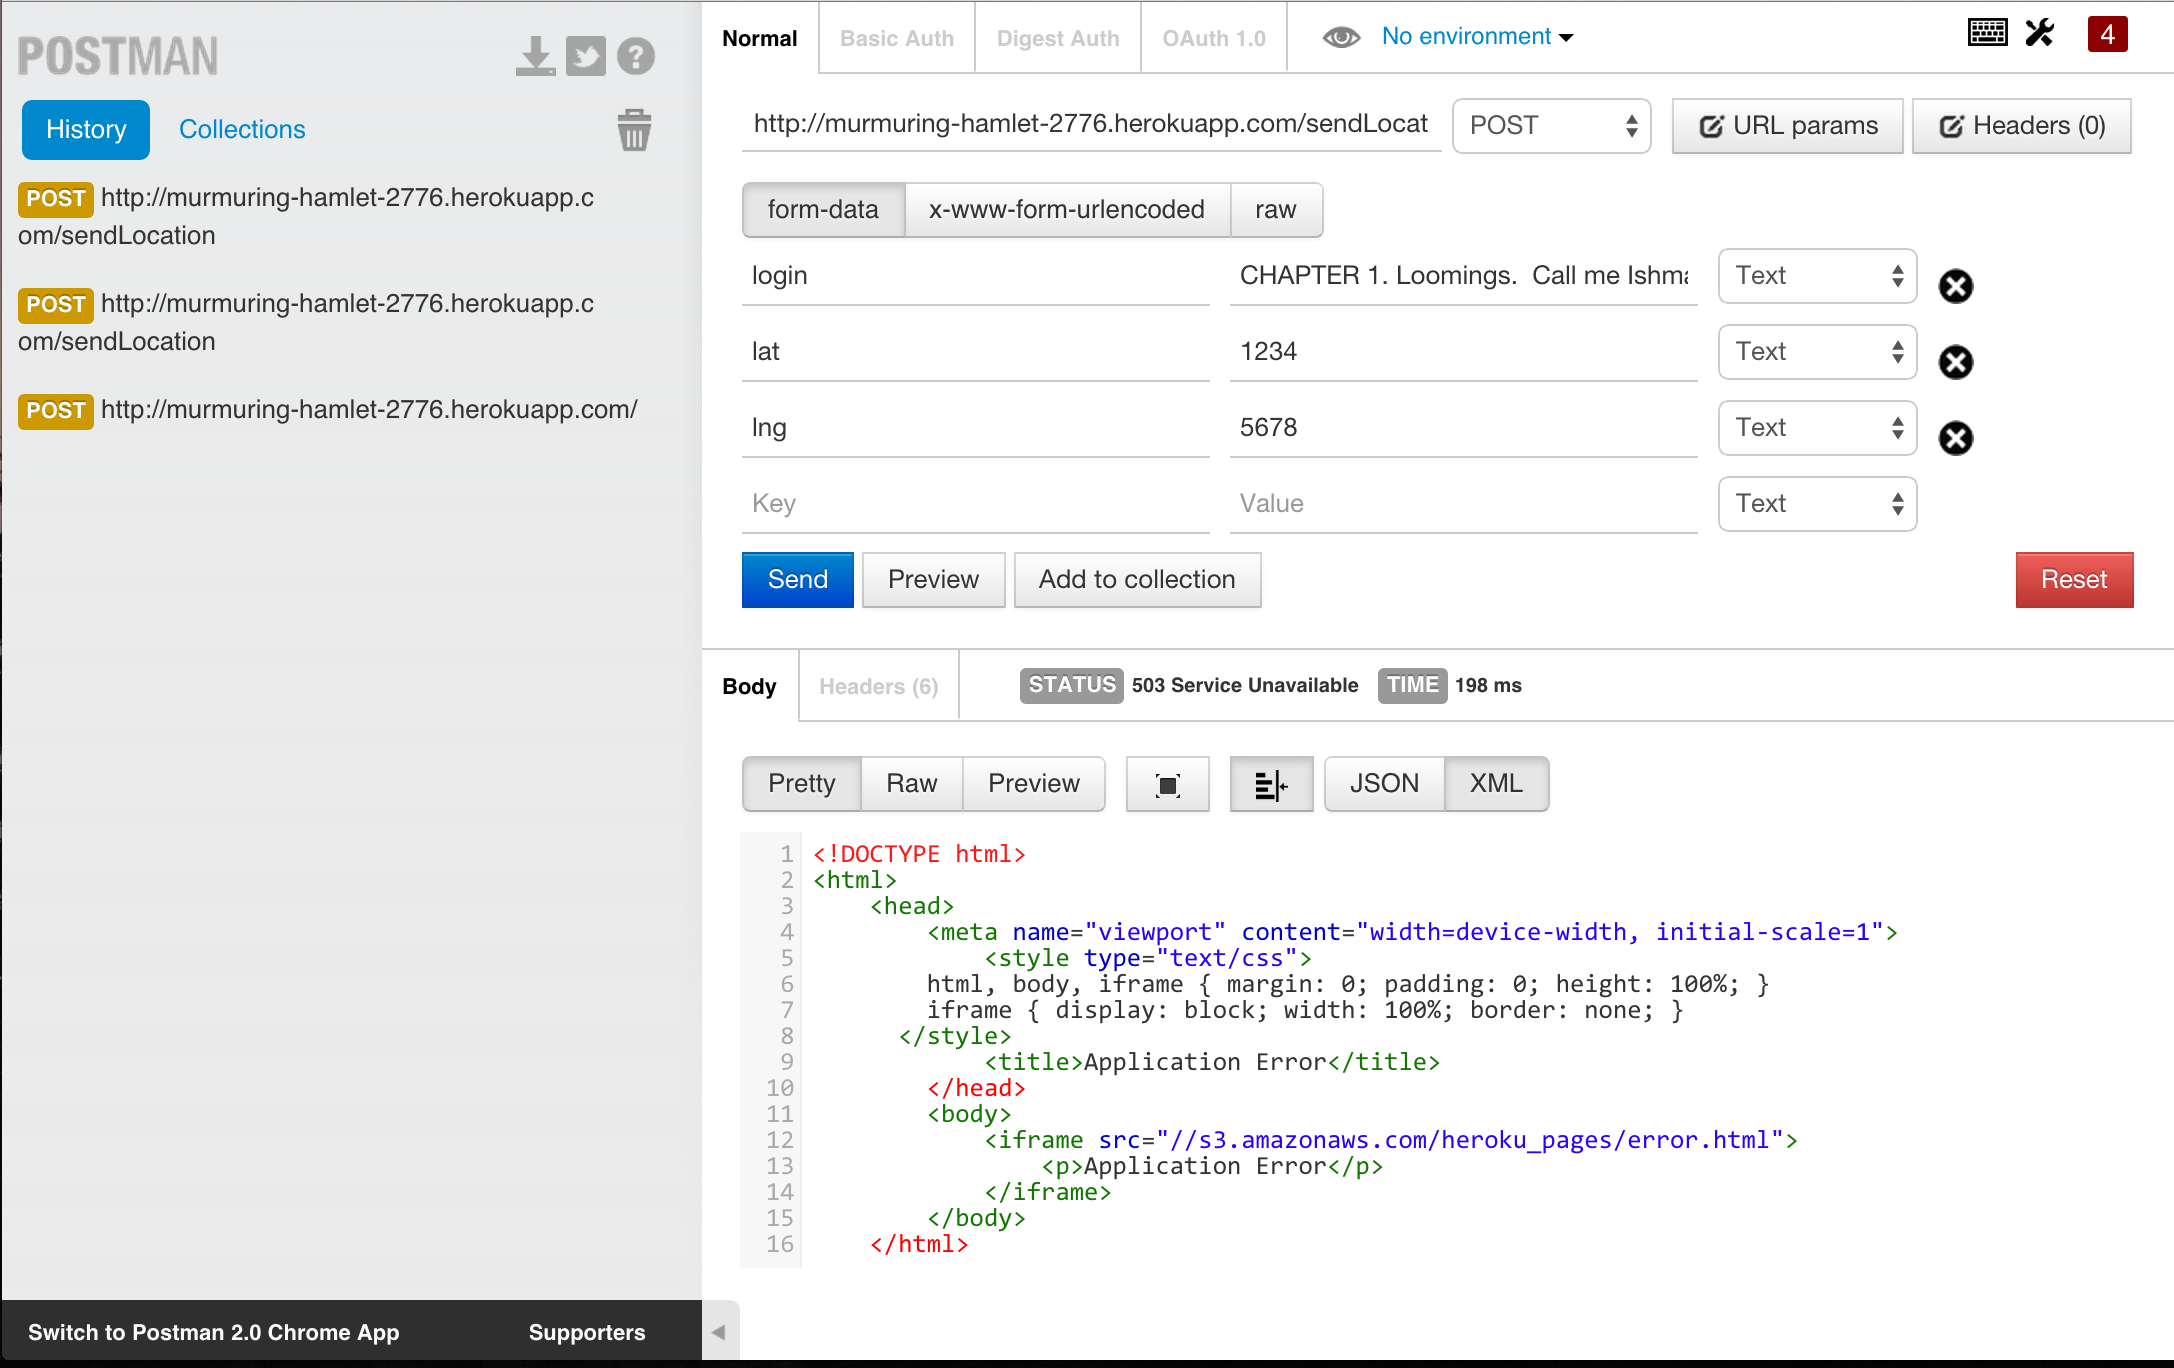 POSTMAN
History
Collections
POST http://murmuring-hamlet-2776.herokuapp.c
om/sendLocation
POST http://murmuring-hamlet-2776.herokuapp.c
om/sendLocation
POST http://murmuring-hamlet-2776.herokuapp.com/
Switch to Postman 2.0 Chrome App
Supporters
Normal
Basic Auth
Digest Auth
OAuth 1.0
No environment
4
http://murmuring-hamlet-2776.herokuapp.com/sendLocat
POST
URL params
Headers (0)
form-data
x-www-form-urlencoded
raw
login
CHAPTER 1. Loomings.  Call me Ishma
Text
lat
1234
Text
lng
5678
Text
Key
Value
Text
Send
Preview
Add to collection
Reset
Body
Headers (6)
STATUS 503 Service Unavailable
TIME 198 ms
Pretty
Raw
Preview
JSON
XML
1 <!DOCTYPE html>
2 <html>
3     <head>
4         <meta name="viewport" content="width=device-width, initial-scale=1">
5             <style type="text/css">
6         html, body, iframe { margin: 0; padding: 0; height: 100%; }
7         iframe { display: block; width: 100%; border: none; }
8       </style>
9             <title>Application Error</title>
10         </head>
11         <body>
12             <iframe src="//s3.amazonaws.com/heroku_pages/error.html">
13                 <p>Application Error</p>
14             </iframe>
15         </body>
16     </html>